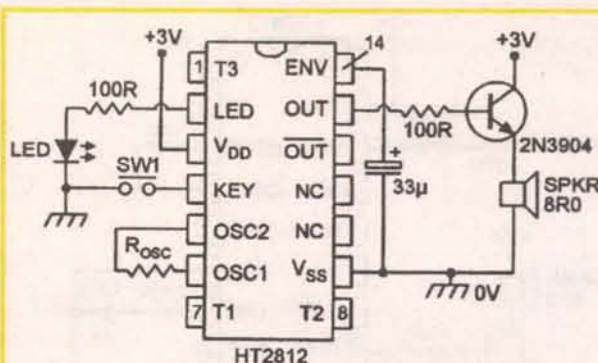 +3V
14
+3V
1 T3 ENV
100R
LED OUT
100R
LED
V_DD OUT
2N3904
SW1
+
KEY NC
33µ
SPKR
8R0
OSC2 NC
R_OSC
OSC1 V_SS
0V
7 T1 T2 8
HT2812